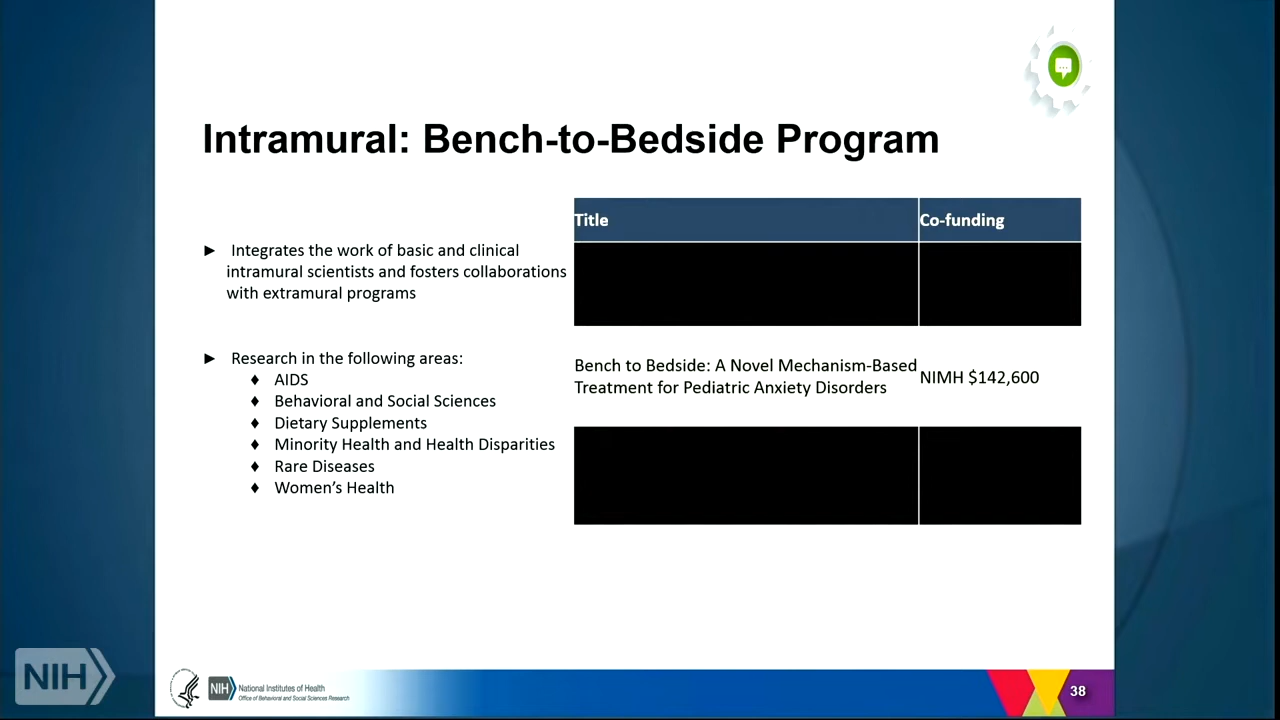 Intramural: Bench-to-Bedside Program
► Integrates the work of basic and clinical
intramural scientists and fosters collaborations
with extramural programs
► Research in the following areas:
♦ AIDS
♦ Behavioral and Social Sciences
♦ Dietary Supplements
♦ Minority Health and Health Disparities
♦ Rare Diseases
♦ Women’s Health
Title
Co-funding
Bench to Bedside: A Novel Mechanism-Based
Treatment for Pediatric Anxiety Disorders
NIMH $142,600
NIH
NIH
National Institutes of Health
Office of Behavioral and Social Sciences Research
38